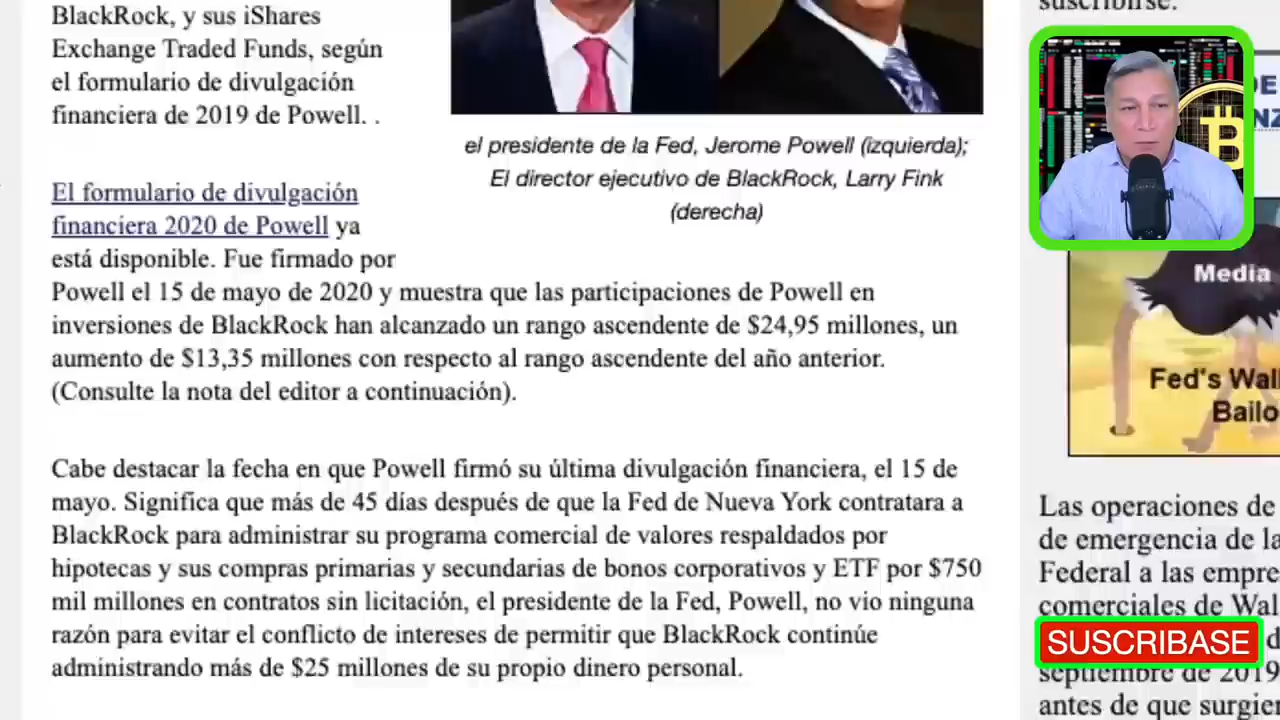 BlackRock, y sus iShares
Exchange Traded Funds, según
el formulario de divulgación
financiera de 2019 de Powell. .
el presidente de la Fed, Jerome Powell (izquierda);
El director ejecutivo de BlackRock, Larry Fink
(derecha)
El formulario de divulgación
financiera 2020 de Powell ya
está disponible. Fue firmado por
Powell el 15 de mayo de 2020 y muestra que las participaciones de Powell en
inversiones de BlackRock han alcanzado un rango ascendente de $24,95 millones, un
aumento de $13,35 millones con respecto al rango ascendente del año anterior.
(Consulte la nota del editor a continuación).
Cabe destacar la fecha en que Powell firmó su última divulgación financiera, el 15 de
mayo. Significa que más de 45 días después de que la Fed de Nueva York contratara a
BlackRock para administrar su programa comercial de valores respaldados por
hipotecas y sus compras primarias y secundarias de bonos corporativos y ETF por $750
mil millones en contratos sin licitación, el presidente de la Fed, Powell, no vio ninguna
razón para evitar el conflicto de intereses de permitir que BlackRock continúe
administrando más de $25 millones de su propio dinero personal.
suscribirse.
DE
NZ
Media
Fed's Wall
Bailo
Las operaciones de
de emergencia de la
Federal a las empre
comerciales de Wal
SUSCRIBASE
septiembre de 2019
antes de que surgier